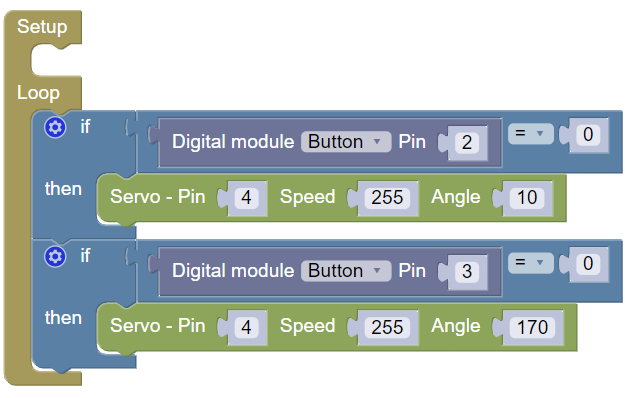 Setup
Loop
if Digital module Button Pin 2 = 0
then Servo - Pin 4 Speed 255 Angle 10
if Digital module Button Pin 3 = 0
then Servo - Pin 4 Speed 255 Angle 170